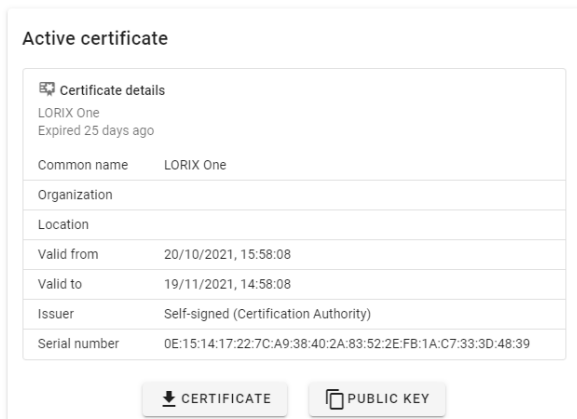 Active certificate
Certificate details
LORIX One
Expired 25 days ago
Common name LORIX One
Organization
Location
Valid from 20/10/2021, 15:58:08
Valid to 19/11/2021, 14:58:08
Issuer Self-signed (Certification Authority)
Serial number 0E:15:14:17:22:7C:A9:38:40:2A:83:52:2E:FB:1A:C7:33:3D:48:39
CERTIFICATE PUBLIC KEY